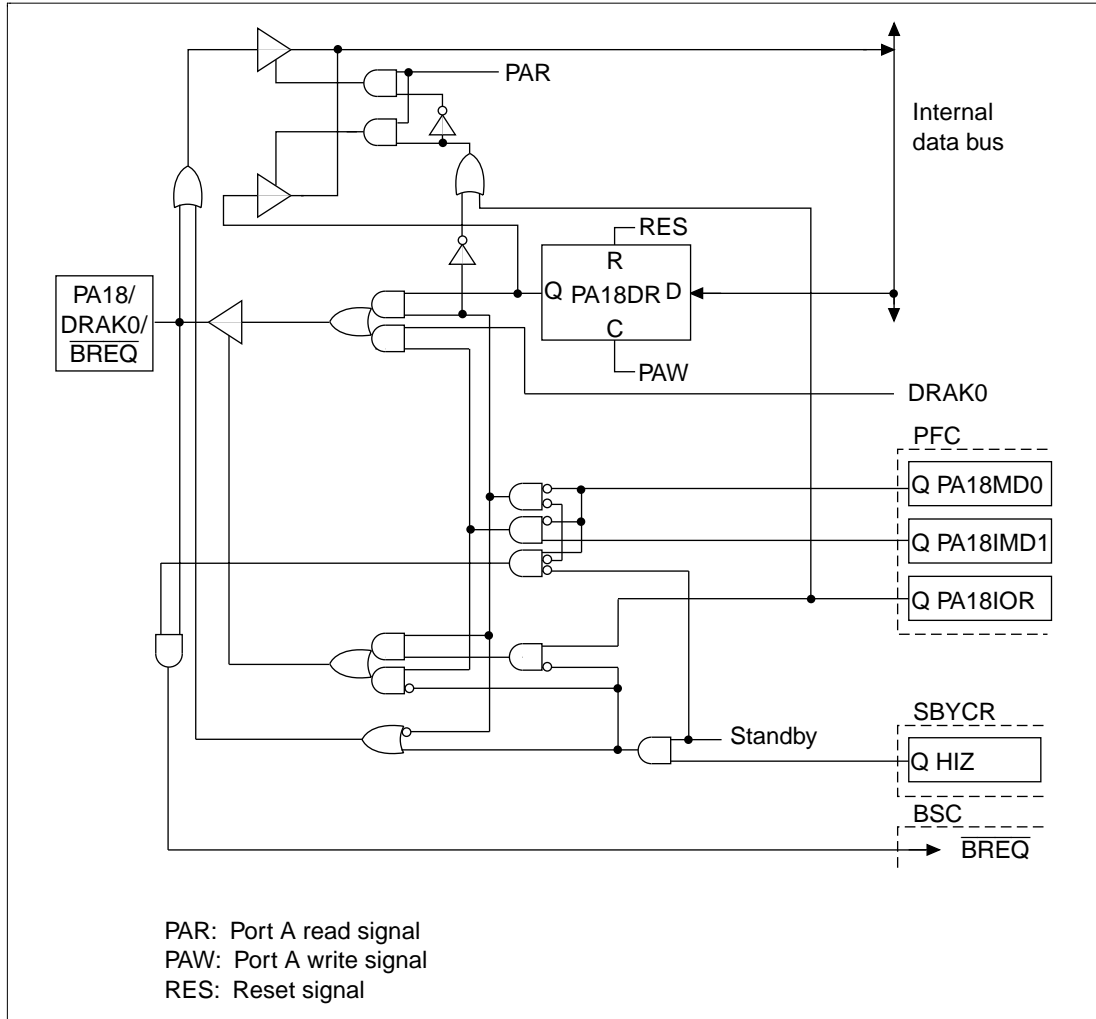 PAR
Internal
data bus
RES
R
Q PA18DR D
C
PA18/
DRAK0/
BREQ
PAW
DRAK0
PFC
Q PA18MD0
Q PA18IMD1
Q PA18IOR
SBYCR
Standby
Q HIZ
BSC
BREQ
PAR: Port A read signal
PAW: Port A write signal
RES: Reset signal